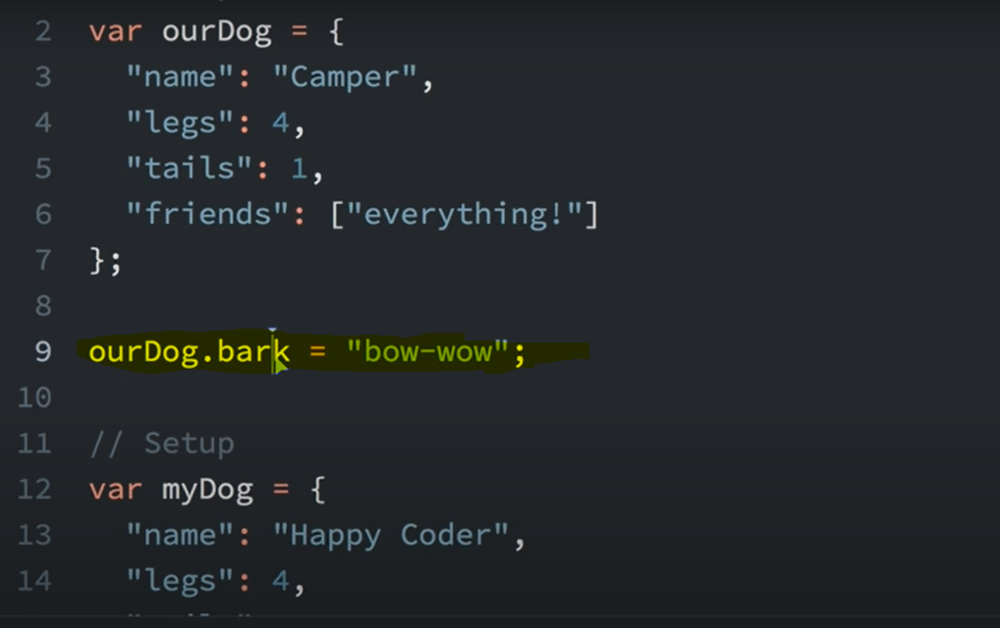 2 var ourDog = {
3 "name": "Camper",
4 "legs": 4,
5 "tails": 1,
6 "friends": ["everything!"]
7 };
8
9 ourDog.bark = "bow-wow";
10
11 // Setup
12 var myDog = {
13 "name": "Happy Coder",
14 "legs": 4,